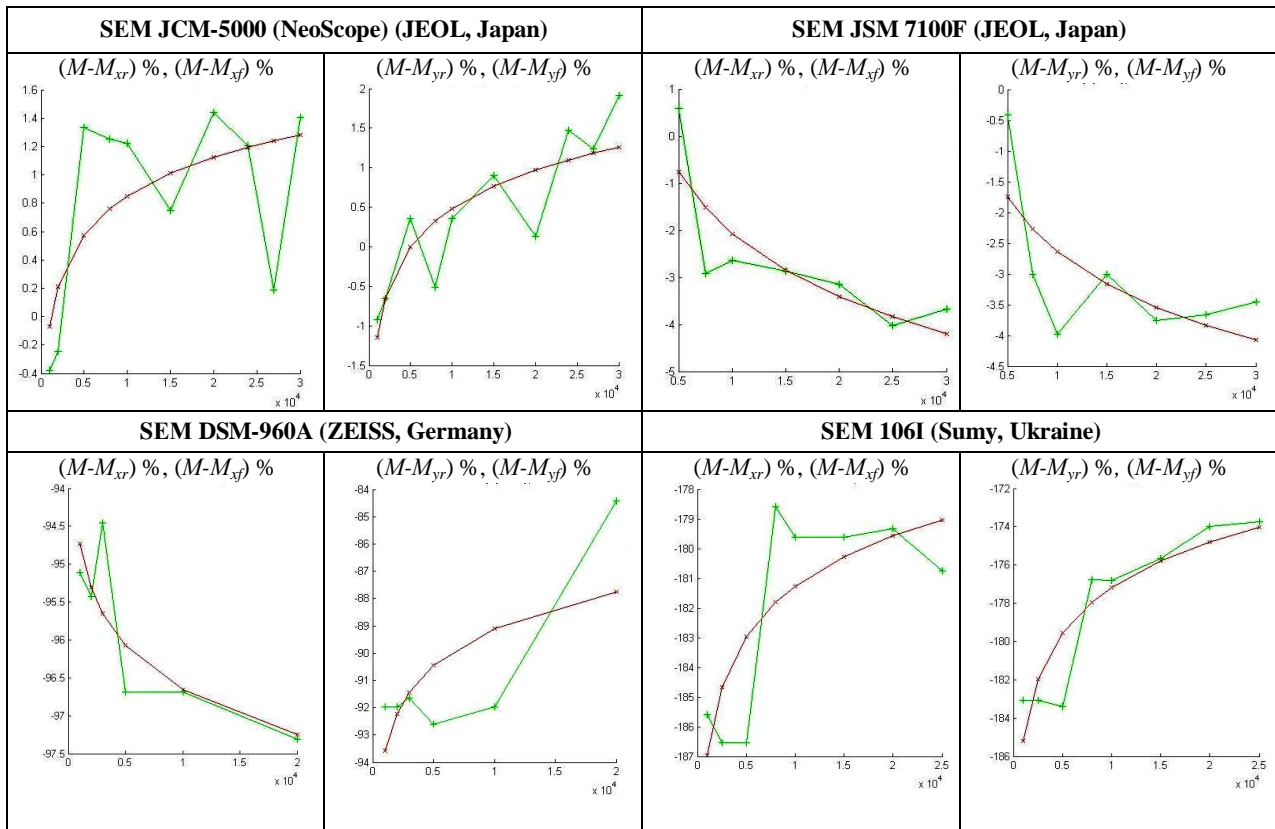 SEM JCM-5000 (NeoScope) (JEOL, Japan)
SEM JSM 7100F (JEOL, Japan)
(M-Mxr) %, (M-Mxf) %
(M-Myr) %, (M-Myf) %
(M-Mxr) %, (M-Mxf) %
(M-Myr) %, (M-Myf) %
1.6
1.4
1.2
1
0.8
0.6
0.4
0.2
0
-0.2
-0.4
0 0.5 1 1.5 2 2.5 3
x 10^4
2
1.5
1
0.5
0
-0.5
-1
-1.5
0 0.5 1 1.5 2 2.5 3
x 10^4
1
0
-1
-2
-3
-4
-5
0.5 1 1.5 2 2.5 3
x 10^4
0
-0.5
-1
-1.5
-2
-2.5
-3
-3.5
-4
-4.5
0.5 1 1.5 2 2.5 3
x 10^4
SEM DSM-960A (ZEISS, Germany)
SEM 106I (Sumy, Ukraine)
(M-Mxr) %, (M-Mxf) %
(M-Myr) %, (M-Myf) %
(M-Mxr) %, (M-Mxf) %
(M-Myr) %, (M-Myf) %
-94
-94.5
-95
-95.5
-96
-96.5
-97
-97.5
0 0.5 1 1.5 2
x 10^4
-84
-85
-86
-87
-88
-89
-90
-91
-92
-93
-94
0 0.5 1 1.5 2
x 10^4
-178
-179
-180
-181
-182
-183
-184
-185
-186
-187
0 0.5 1 1.5 2 2.5
x 10^4
-172
-174
-176
-178
-180
-182
-184
-186
0 0.5 1 1.5 2 2.5
x 10^4